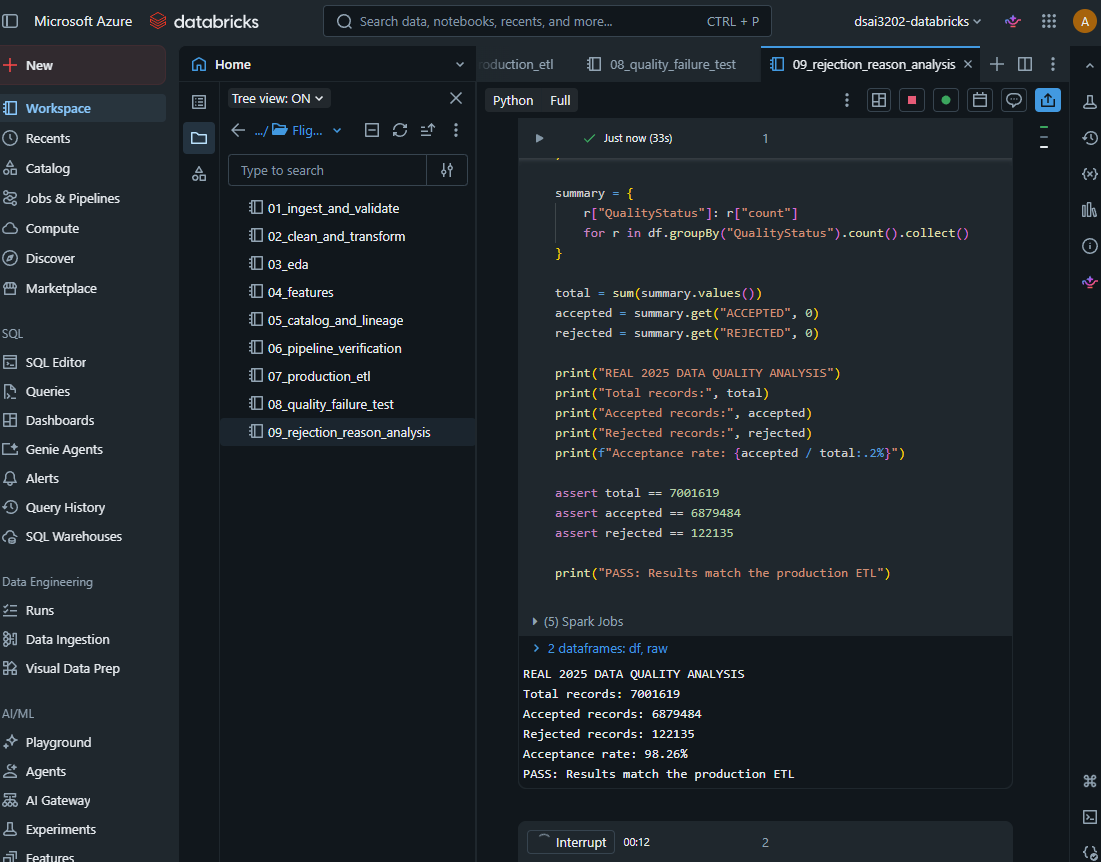 Microsoft Azure
databricks
Search data, notebooks, recents, and more...
CTRL + P
dsai3202-databricks
A
New
Workspace
Recents
Catalog
Jobs & Pipelines
Compute
Discover
Marketplace
SQL
SQL Editor
Queries
Dashboards
Genie Agents
Alerts
Query History
SQL Warehouses
Data Engineering
Runs
Data Ingestion
Visual Data Prep
AI/ML
Playground
Agents
AI Gateway
Experiments
Features
Home
Tree view: ON
.../ Flig...
Type to search
01_ingest_and_validate
02_clean_and_transform
03_eda
04_features
05_catalog_and_lineage
06_pipeline_verification
07_production_etl
08_quality_failure_test
09_rejection_reason_analysis
oduction_etl
08_quality_failure_test
09_rejection_reason_analysis
Python Full
Just now (33s)
1
summary = {
r["QualityStatus"]: r["count"]
for r in df.groupBy("QualityStatus").count().collect()
}
total = sum(summary.values())
accepted = summary.get("ACCEPTED", 0)
rejected = summary.get("REJECTED", 0)
print("REAL 2025 DATA QUALITY ANALYSIS")
print("Total records:", total)
print("Accepted records:", accepted)
print("Rejected records:", rejected)
print(f"Acceptance rate: {accepted / total:.2%}")
assert total == 7001619
assert accepted == 6879484
assert rejected == 122135
print("PASS: Results match the production ETL")
(5) Spark Jobs
2 dataframes: df, raw
REAL 2025 DATA QUALITY ANALYSIS
Total records: 7001619
Accepted records: 6879484
Rejected records: 122135
Acceptance rate: 98.26%
PASS: Results match the production ETL
Interrupt
00:12
2